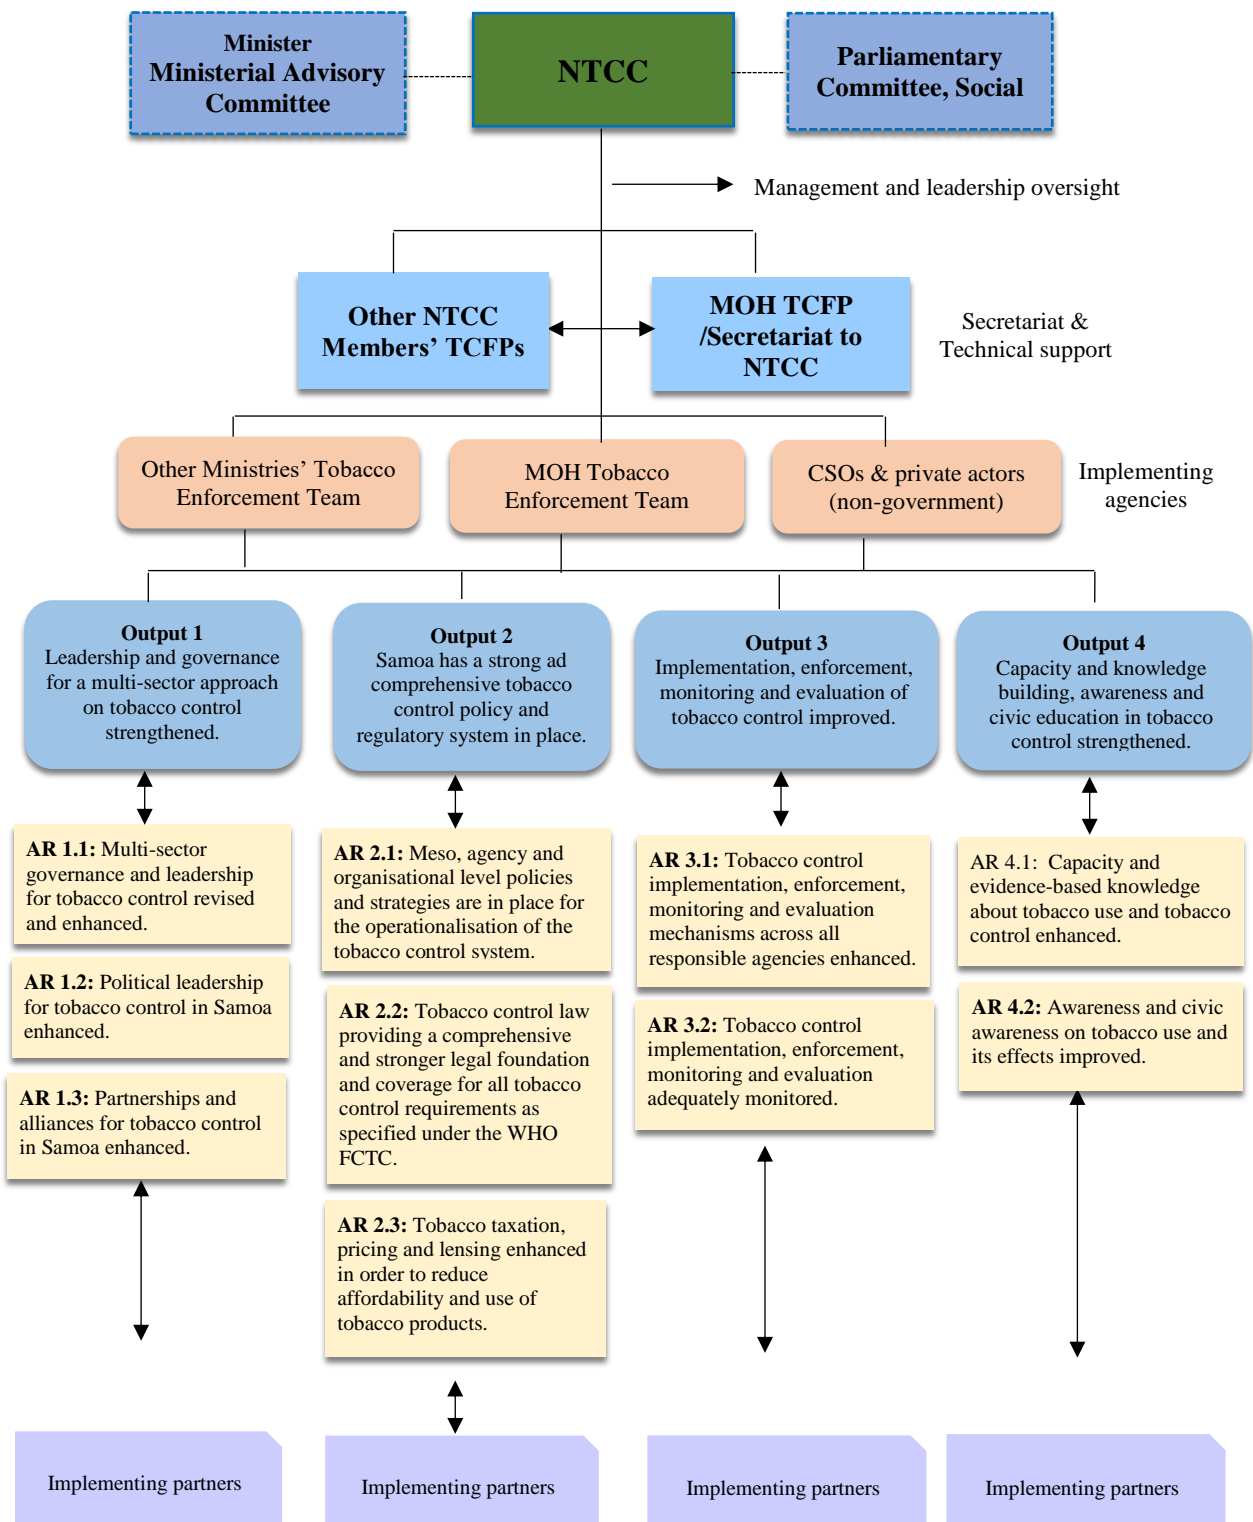 Minister
Ministerial Advisory
Committee
NTCC
Parliamentary
Committee, Social
Management and leadership oversight
Other NTCC
Members’ TCFPs
MOH TCFP
/Secretariat to
NTCC
Secretariat &
Technical support
Other Ministries’ Tobacco
Enforcement Team
MOH Tobacco
Enforcement Team
CSOs & private actors
(non-government)
Implementing
agencies
Output 1
Leadership and governance
for a multi-sector approach
on tobacco control
strengthened.
Output 2
Samoa has a strong ad
comprehensive tobacco
control policy and
regulatory system in place.
Output 3
Implementation, enforcement,
monitoring and evaluation of
tobacco control improved.
Output 4
Capacity and knowledge
building, awareness and
civic education in tobacco
control strengthened.
AR 1.1: Multi-sector
governance and leadership
for tobacco control revised
and enhanced.
AR 1.2: Political leadership
for tobacco control in Samoa
enhanced.
AR 1.3: Partnerships and
alliances for tobacco control
in Samoa enhanced.
AR 2.1: Meso, agency and
organisational level policies
and strategies are in place for
the operationalisation of the
tobacco control system.
AR 2.2: Tobacco control law
providing a comprehensive
and stronger legal foundation
and coverage for all tobacco
control requirements as
specified under the WHO
FCTC.
AR 2.3: Tobacco taxation,
pricing and lensing enhanced
in order to reduce
affordability and use of
tobacco products.
AR 3.1: Tobacco control
implementation, enforcement,
monitoring and evaluation
mechanisms across all
responsible agencies enhanced.
AR 3.2: Tobacco control
implementation, enforcement,
monitoring and evaluation
adequately monitored.
AR 4.1: Capacity and
evidence-based knowledge
about tobacco use and tobacco
control enhanced.
AR 4.2: Awareness and civic
awareness on tobacco use and
its effects improved.
Implementing partners
Implementing partners
Implementing partners
Implementing partners